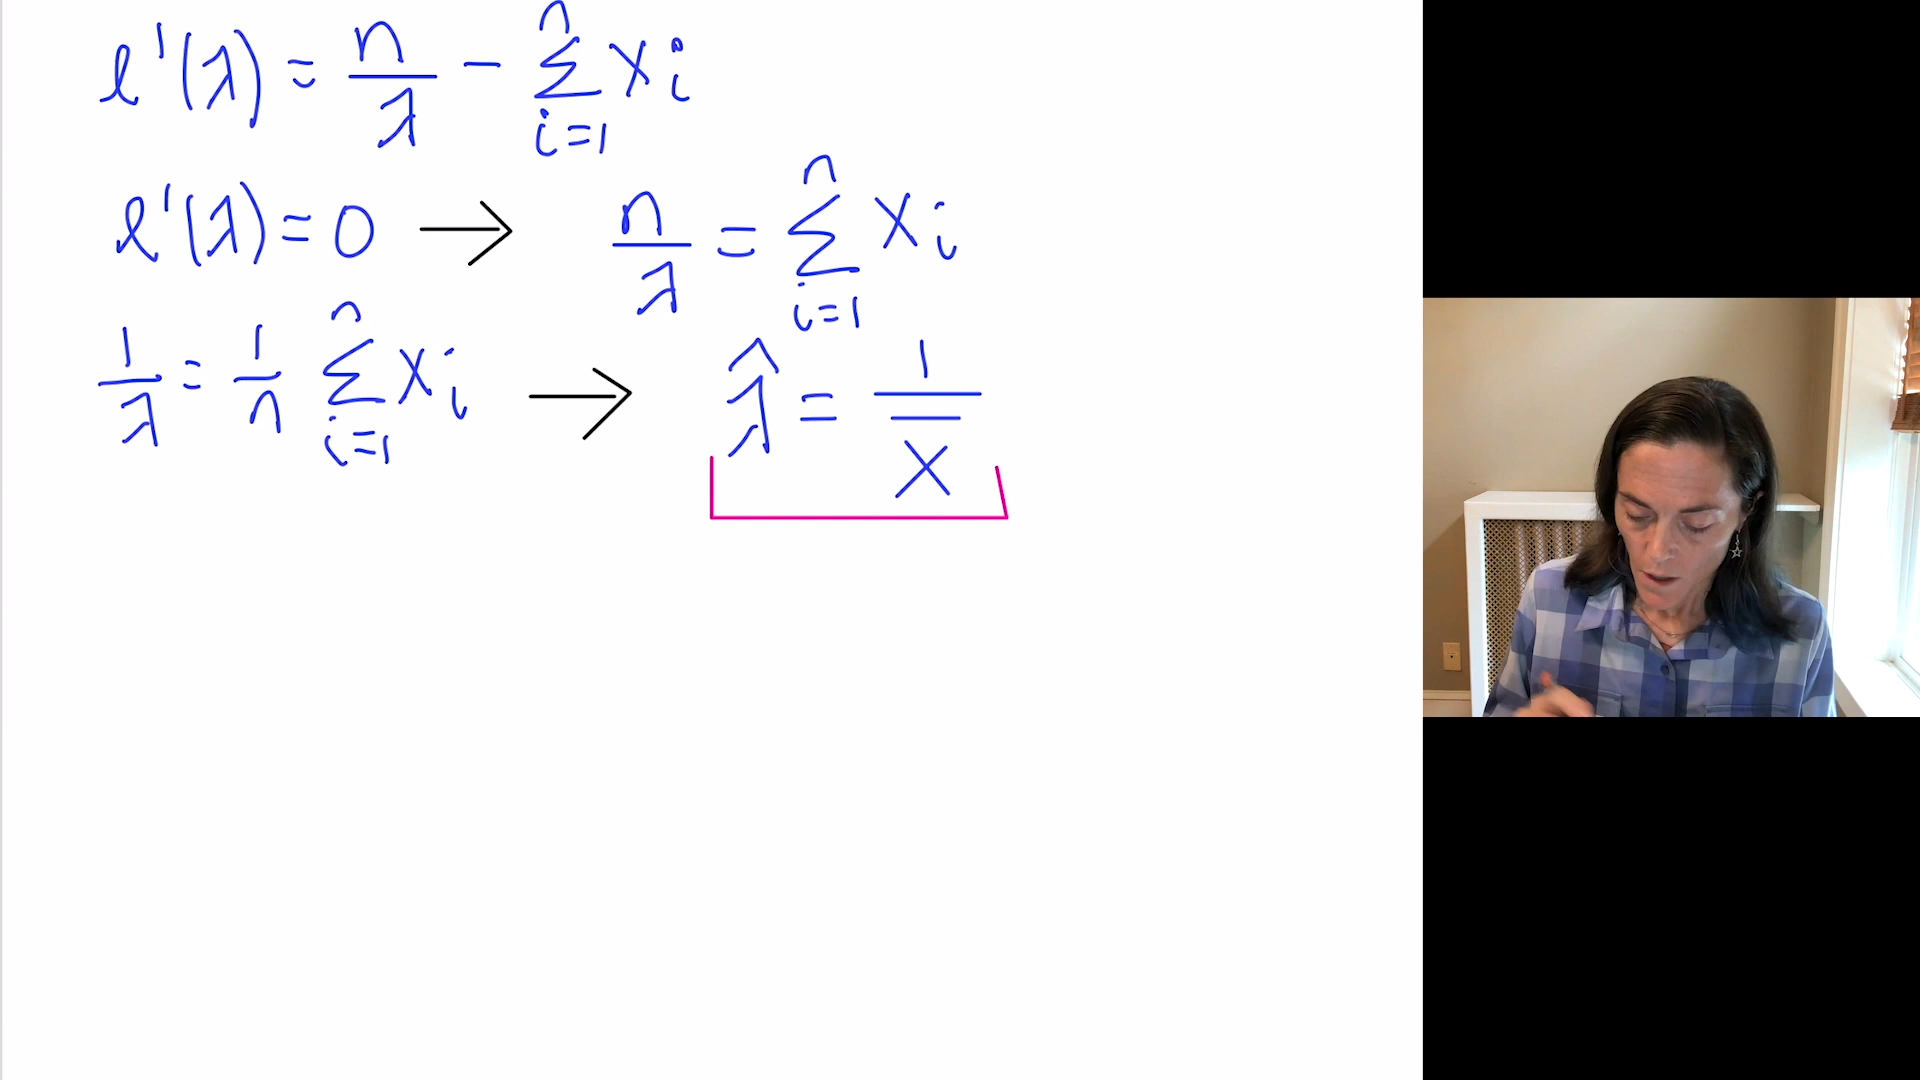 ℓ'(λ) = n/λ − Σ_{i=1}^{n} x_i
ℓ'(λ) = 0 → n/λ = Σ_{i=1}^{n} x_i
1/λ = 1/n Σ_{i=1}^{n} x_i → λ̂ = 1/X̄